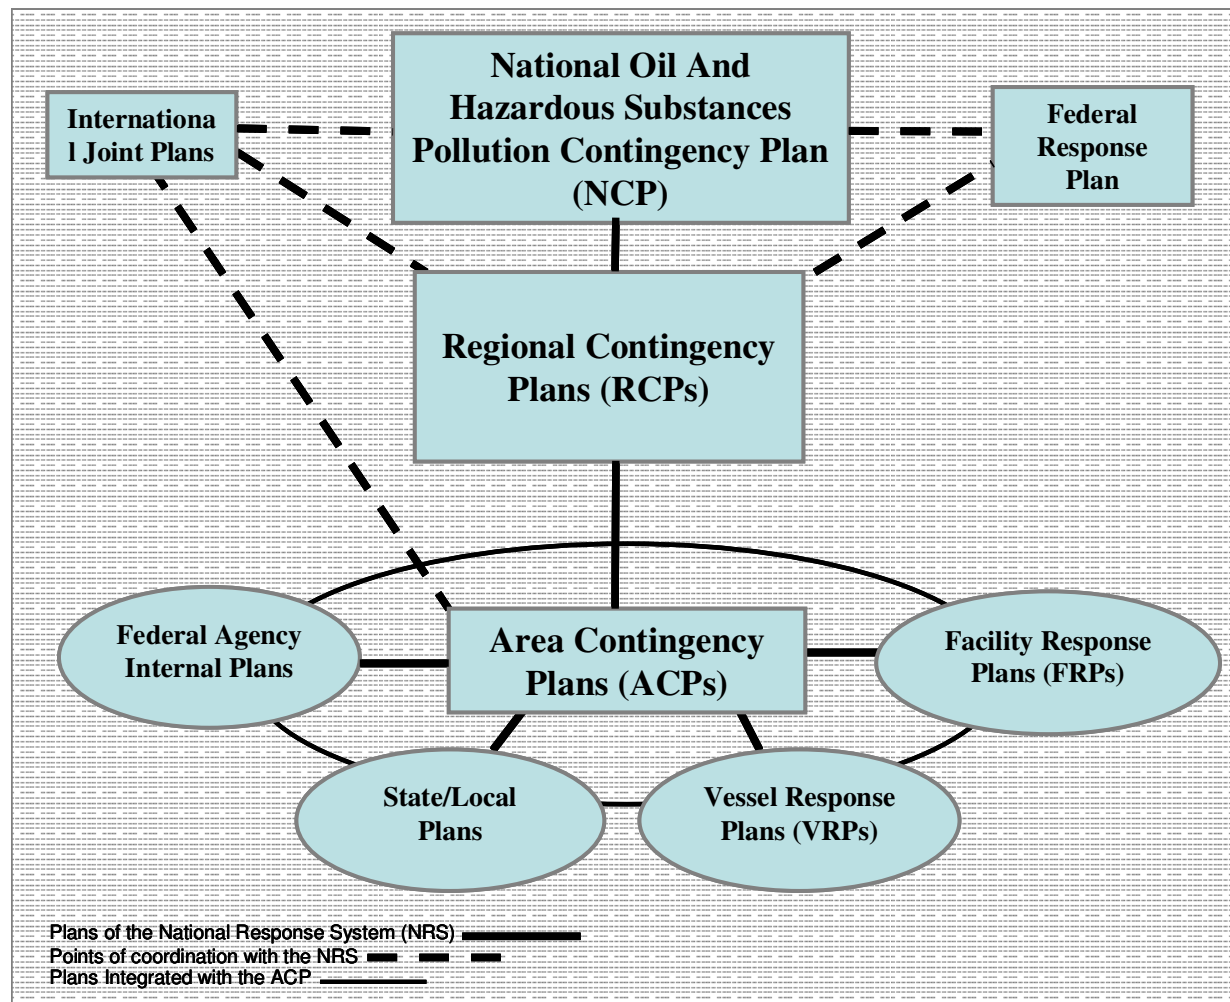 National Oil And
Hazardous Substances
Pollution Contingency Plan
(NCP)
Internationa
l Joint Plans
Federal
Response
Plan
Regional Contingency
Plans (RCPs)
Federal Agency
Internal Plans
Area Contingency
Plans (ACPs)
Facility Response
Plans (FRPs)
State/Local
Plans
Vessel Response
Plans (VRPs)
Plans of the National Response System (NRS)
Points of coordination with the NRS
Plans Integrated with the ACP